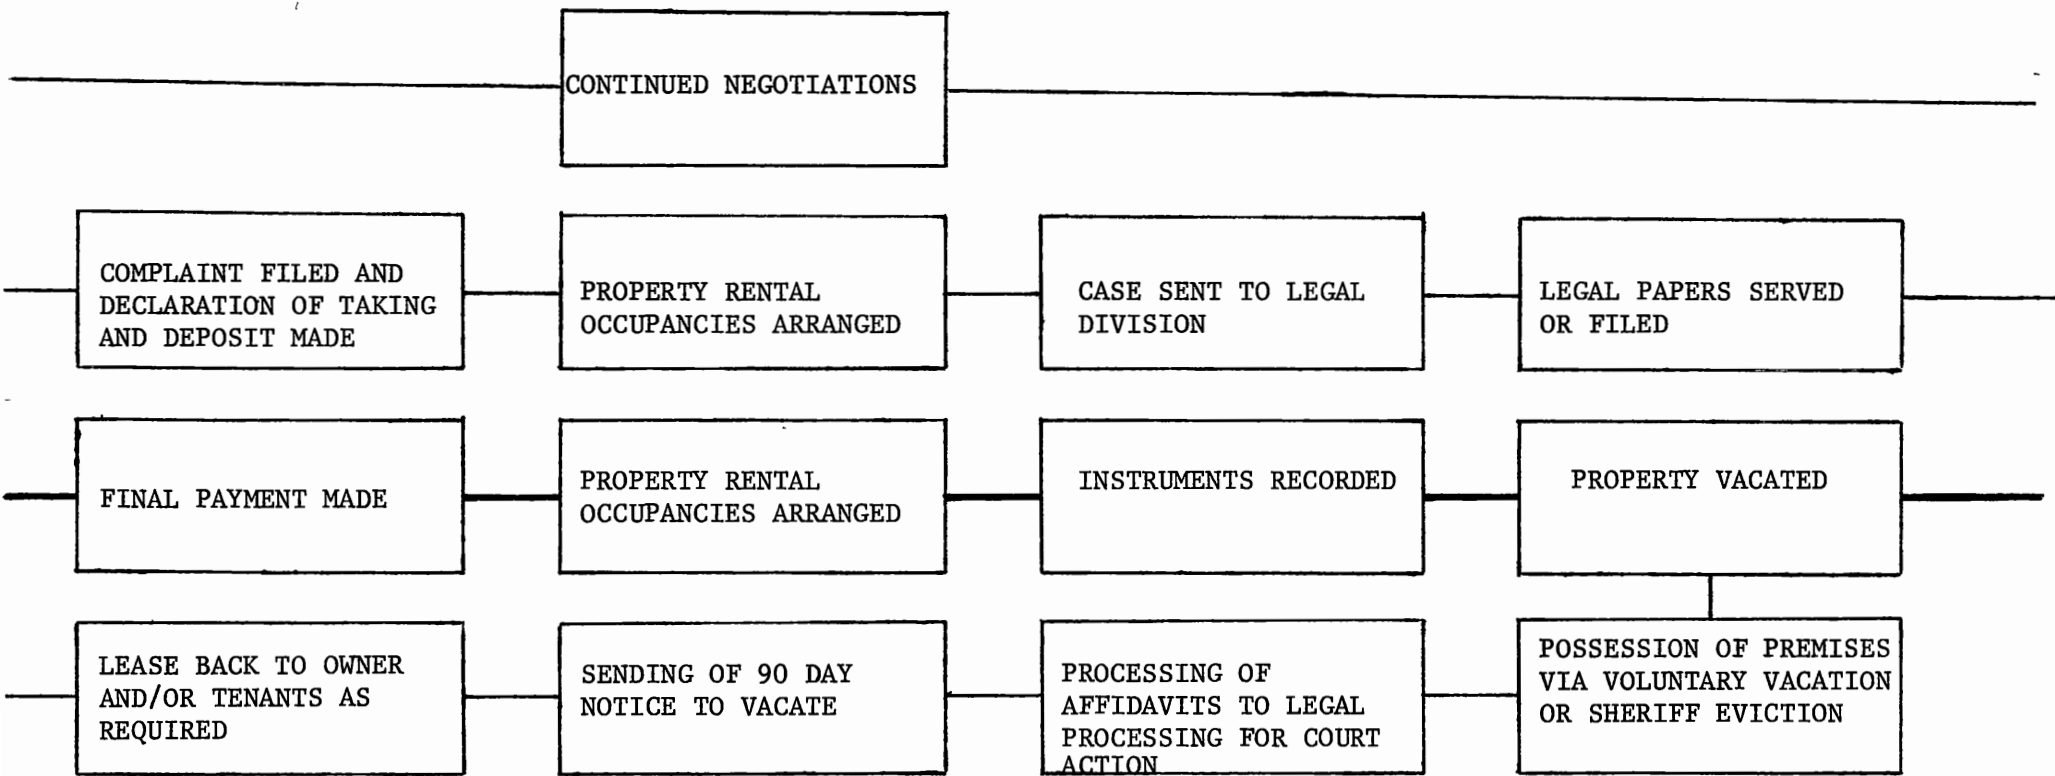 CONTINUED NEGOTIATIONS
COMPLAINT FILED AND
DECLARATION OF TAKING
AND DEPOSIT MADE
PROPERTY RENTAL
OCCUPANCIES ARRANGED
CASE SENT TO LEGAL
DIVISION
LEGAL PAPERS SERVED
OR FILED
FINAL PAYMENT MADE
PROPERTY RENTAL
OCCUPANCIES ARRANGED
INSTRUMENTS RECORDED
PROPERTY VACATED
LEASE BACK TO OWNER
AND/OR TENANTS AS
REQUIRED
SENDING OF 90 DAY
NOTICE TO VACATE
PROCESSING OF
AFFIDAVITS TO LEGAL
PROCESSING FOR COURT
ACTION
POSSESSION OF PREMISES
VIA VOLUNTARY VACATION
OR SHERIFF EVICTION